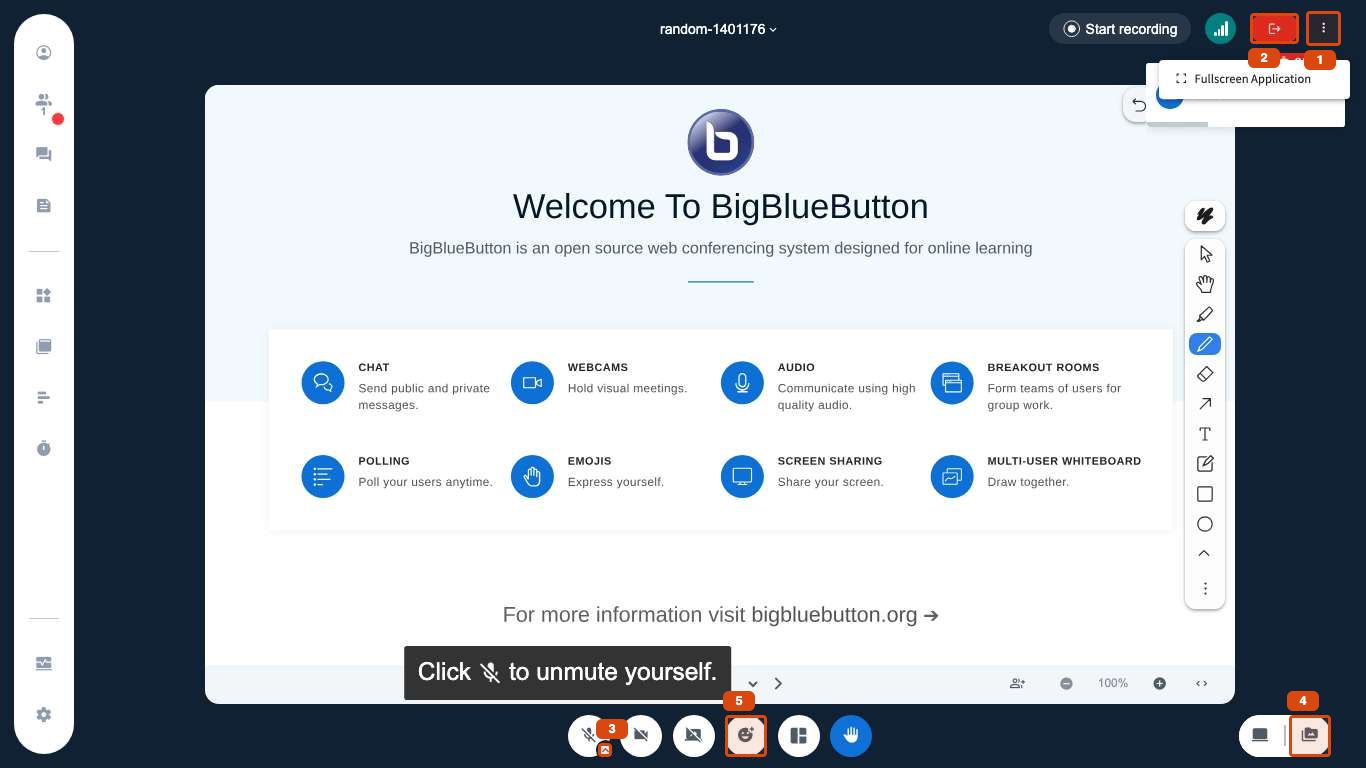 random-1401176
Start recording
2
1
Fullscreen Application
1
Welcome To BigBlueButton
BigBlueButton is an open source web conferencing system designed for online learning
CHAT
Send public and private
messages.
WEBCAMS
Hold visual meetings.
AUDIO
Communicate using high
quality audio.
BREAKOUT ROOMS
Form teams of users for
group work.
POLLING
Poll your users anytime.
EMOJIS
Express yourself.
SCREEN SHARING
Share your screen.
MULTI-USER WHITEBOARD
Draw together.
T
For more information visit bigbluebutton.org ➔
Click to unmute yourself.
100%
5
4
3